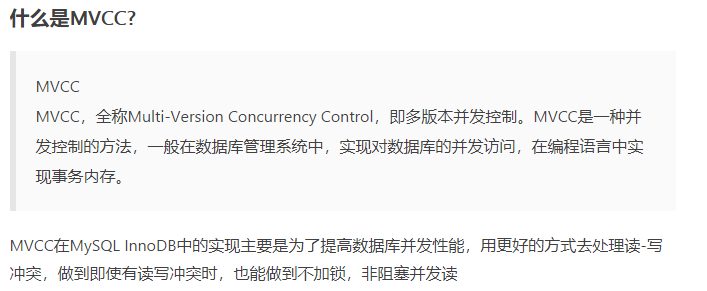 什么是MVCC?
MVCC
MVCC，全称Multi-Version Concurrency Control，即多版本并发控制。MVCC是一种并
发控制的方法，一般在数据库管理系统中，实现对数据库的并发访问，在编程语言中实
现事务内存。
MVCC在MySQL InnoDB中的实现主要是为了提高数据库并发性能，用更好的方式去处理读-写
冲突，做到即使有读写冲突时，也能做到不加锁，非阻塞并发读